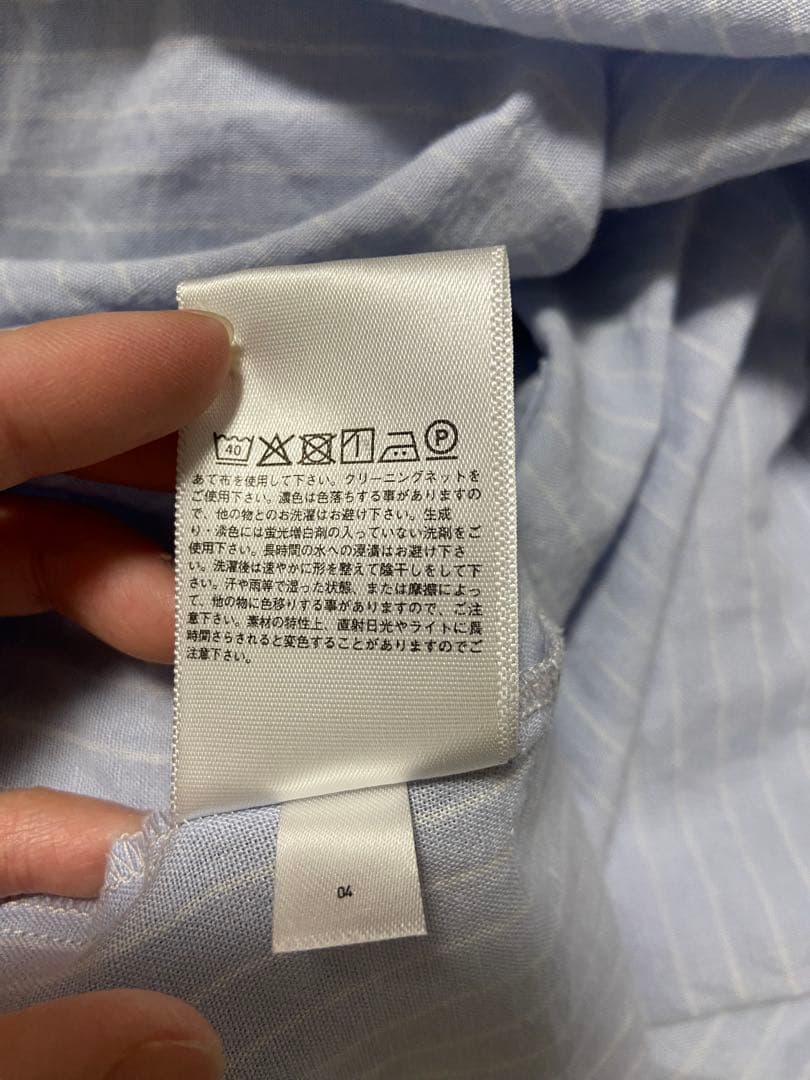 40 P
あて布を使用して下さい。クリーニングネットを
ご使用下さい。濃色は色落ちする事がありますの
で、他の物とのお洗濯はお避け下さい。生成
り・淡色には蛍光増白剤の入っていない洗剤をご
使用下さい。長時間の水への浸漬はお避け下さ
い。洗濯後は速やかに形を整えて陰干しをして下
さい。汗や雨等で湿った状態、または摩擦によっ
て、他の物に色移りする事がありますので、ご注
意下さい。素材の特性上、直射日光やライトに長
時間さらされると変色することがありますのでご
注意下さい。
04